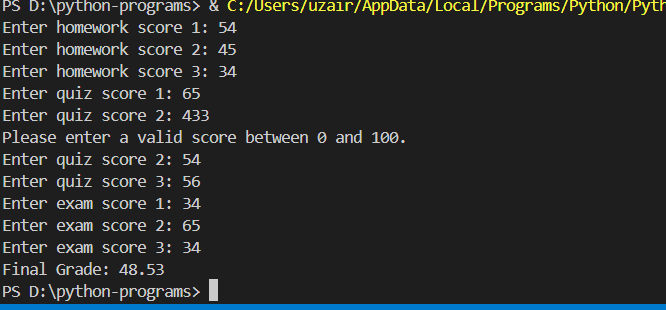 PS D:\python-programs> & C:/Users/uzair/AppData/Local/Programs/Python/Pyth
Enter homework score 1: 54
Enter homework score 2: 45
Enter homework score 3: 34
Enter quiz score 1: 65
Enter quiz score 2: 433
Please enter a valid score between 0 and 100.
Enter quiz score 2: 54
Enter quiz score 3: 56
Enter exam score 1: 34
Enter exam score 2: 65
Enter exam score 3: 34
Final Grade: 48.53
PS D:\python-programs>